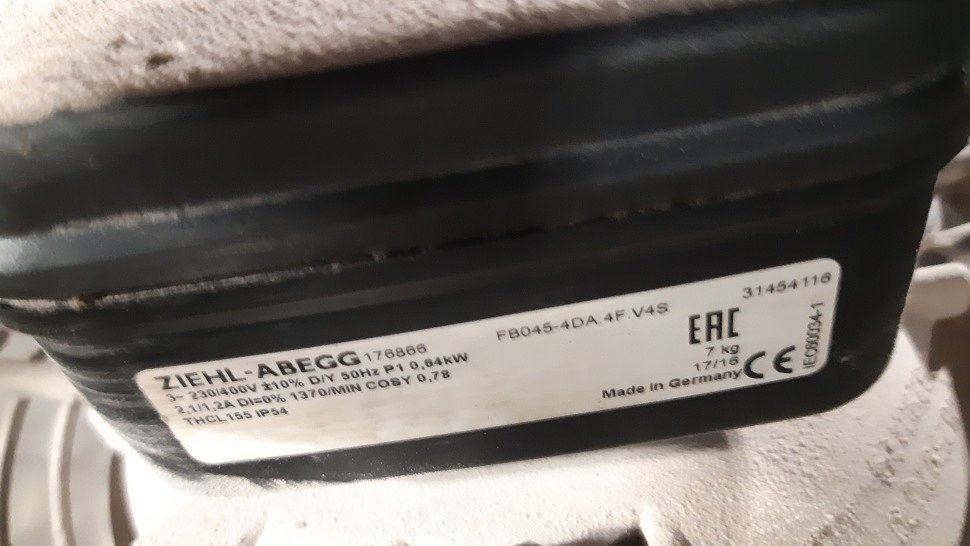 ZIEHL-ABEGG 176866
3~ 230/400V ±10% D/Y 50Hz P1 0,64kW
2,1/1,2A DI=0% 1370/MIN COSY 0,78
THCL155 IP54
FB045-4DA.4F.V4S
31454116
EAC
7 kg
17/16
Made in Germany
CE
IEC60034-1